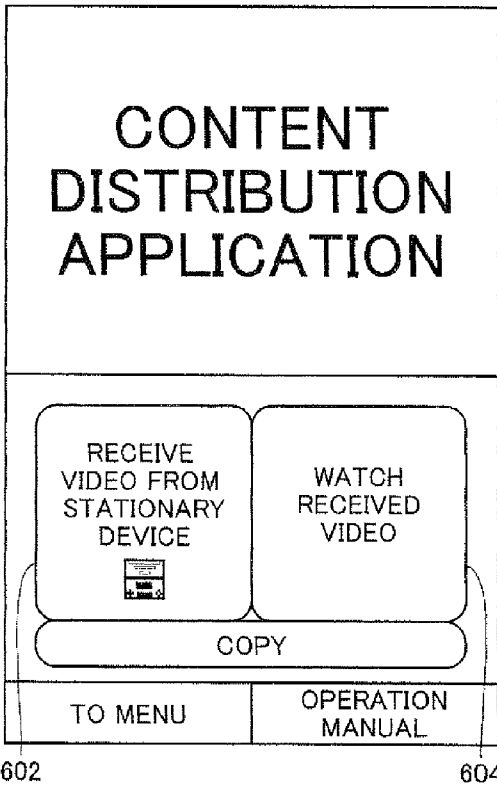 CONTENT
DISTRIBUTION
APPLICATION
RECEIVE
VIDEO FROM
STATIONARY
DEVICE
WATCH
RECEIVED
VIDEO
COPY
TO MENU
OPERATION
MANUAL
602
604